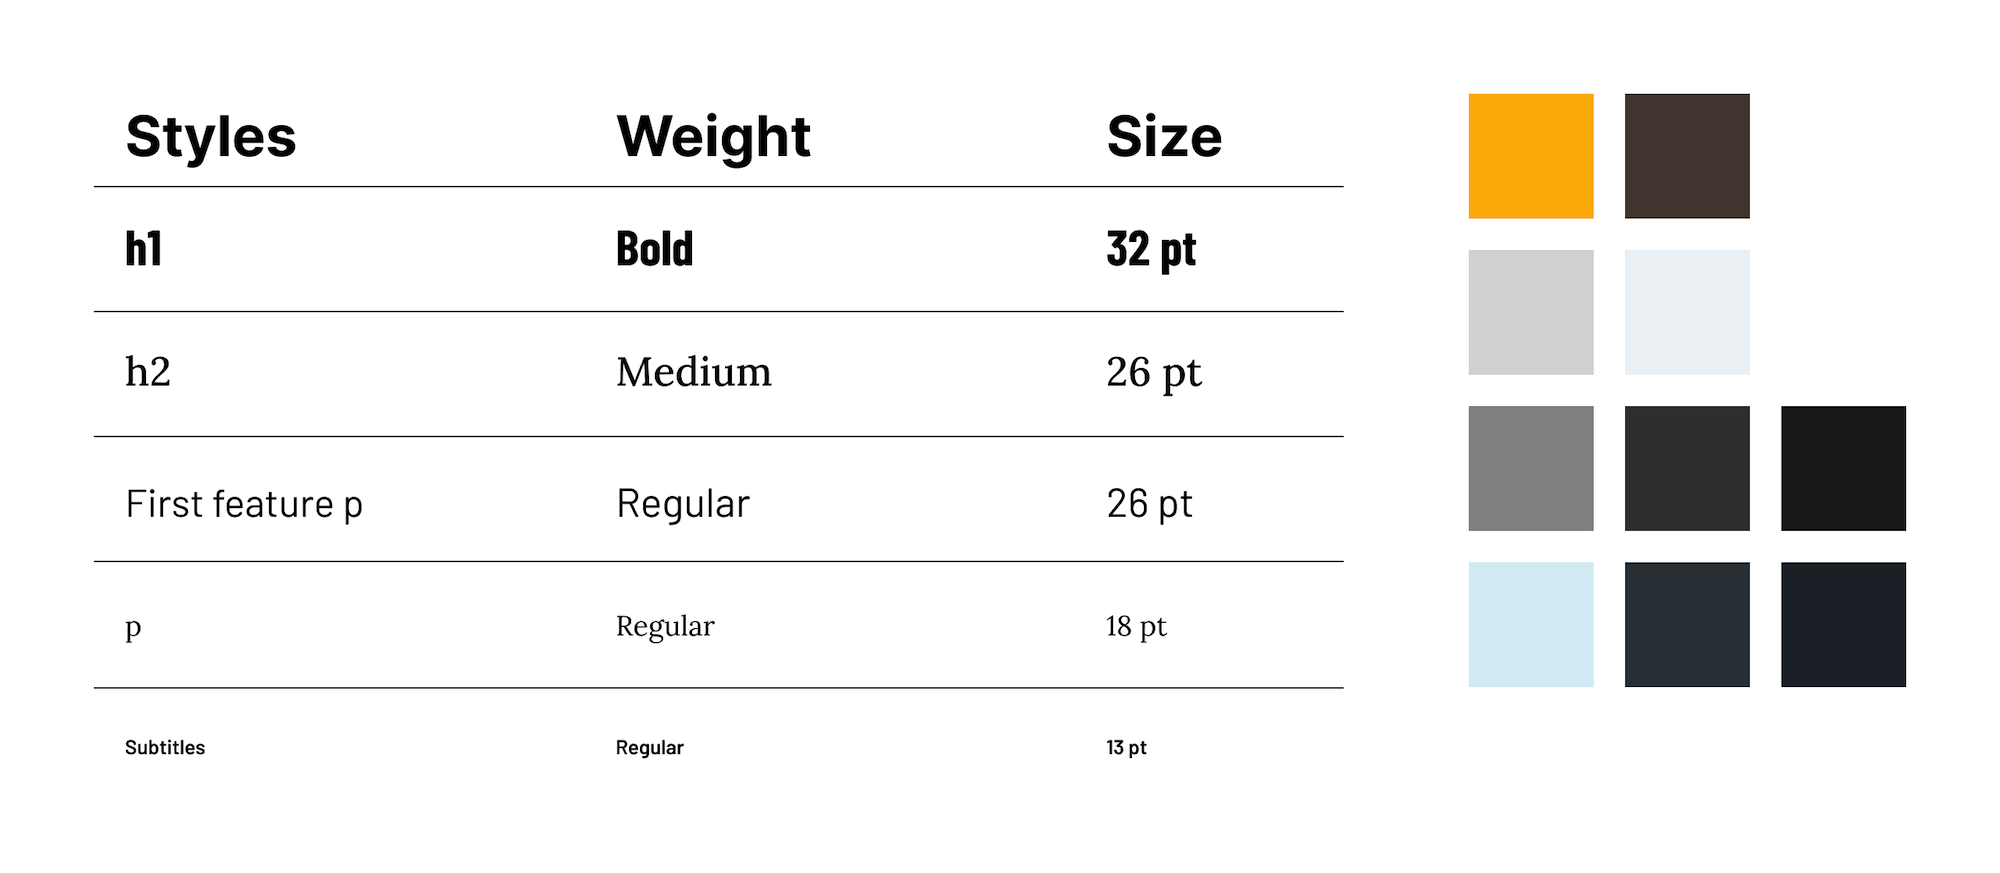 Styles Weight Size
h1 Bold 32 pt
h2 Medium 26 pt
First feature p Regular 26 pt
p Regular 18 pt
Subtitles Regular 13 pt